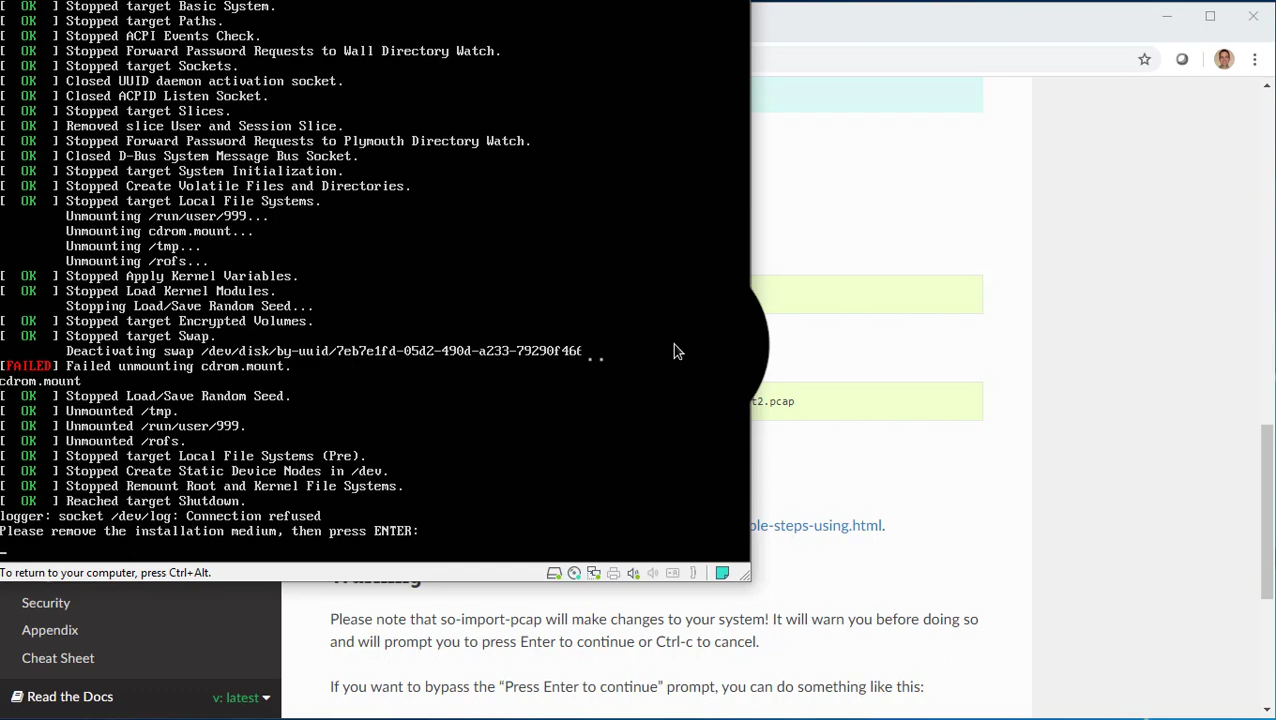 [ OK ] Stopped target Basic System.
[ OK ] Stopped target Paths.
[ OK ] Stopped ACPI Events Check.
[ OK ] Stopped Forward Password Requests to Wall Directory Watch.
[ OK ] Stopped target Sockets.
[ OK ] Closed UUID daemon activation socket.
[ OK ] Closed ACPID Listen Socket.
[ OK ] Stopped target Slices.
[ OK ] Removed slice User and Session Slice.
[ OK ] Stopped Forward Password Requests to Plymouth Directory Watch.
[ OK ] Closed D-Bus System Message Bus Socket.
[ OK ] Stopped target System Initialization.
[ OK ] Stopped Create Volatile Files and Directories.
[ OK ] Stopped target Local File Systems.
Unmounting /run/user/999...
Unmounting cdrom.mount...
Unmounting /tmp...
Unmounting /rofs...
[ OK ] Stopped Apply Kernel Variables.
[ OK ] Stopped Load Kernel Modules.
Stopping Load/Save Random Seed...
[ OK ] Stopped target Encrypted Volumes.
[ OK ] Stopped target Swap.
Deactivating swap /dev/disk/by-uuid/7eb7e1fd-05d2-490d-a233-79290f466
[FAILED] Failed unmounting cdrom.mount.
cdrom.mount
[ OK ] Stopped Load/Save Random Seed.
[ OK ] Unmounted /tmp.
[ OK ] Unmounted /run/user/999.
[ OK ] Unmounted /rofs.
[ OK ] Stopped target Local File Systems (Pre).
[ OK ] Stopped Create Static Device Nodes in /dev.
[ OK ] Stopped Remount Root and Kernel File Systems.
[ OK ] Reached target Shutdown.
logger: socket /dev/log: Connection refused
Please remove the installation medium, then press ENTER:
To return to your computer, press Ctrl+Alt.
t2.pcap
ble-steps-using.html.
Security
Appendix
Cheat Sheet
Read the Docs v: latest
Please note that so-import-pcap will make changes to your system! It will warn you before doing so
and will prompt you to press Enter to continue or Ctrl-c to cancel.
If you want to bypass the “Press Enter to continue” prompt, you can do something like this: